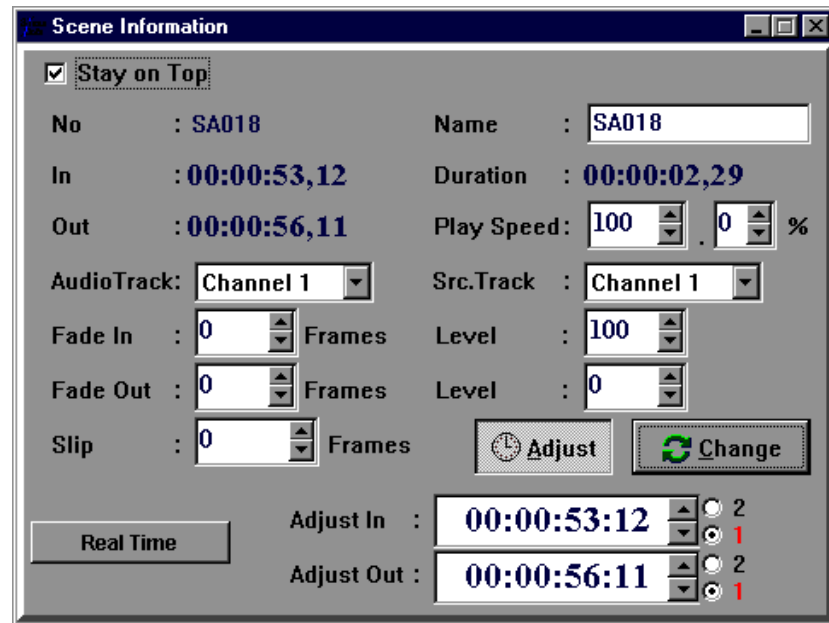 Scene Information
Stay on Top
No : SA018 Name : SA018
In : 00:00:53,12 Duration : 00:00:02,29
Out : 00:00:56,11 Play Speed : 100 . 0 %
AudioTrack: Channel 1 Src.Track : Channel 1
Fade In : 0 Frames Level : 100
Fade Out : 0 Frames Level : 0
Slip : 0 Frames Adjust Change
Real Time
Adjust In : 00:00:53:12 2
1
Adjust Out : 00:00:56:11 2
1